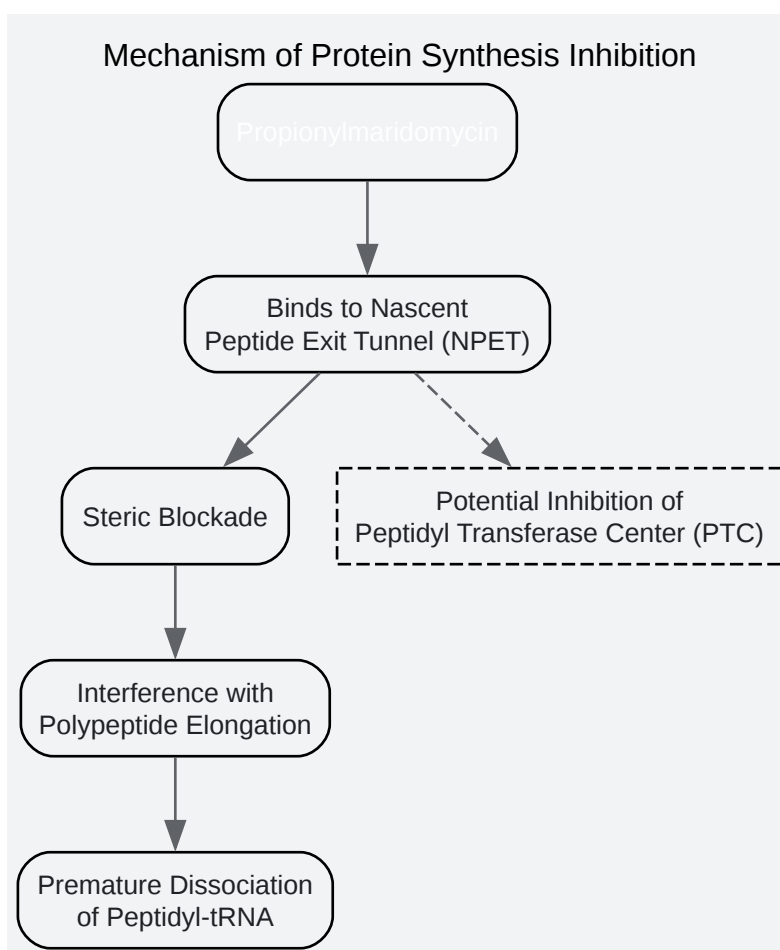 Mechanism of Protein Synthesis Inhibition
Propionylmaridomycin
Binds to Nascent
Peptide Exit Tunnel (NPET)
Steric Blockade
Potential Inhibition of
Peptidyl Transferase Center (PTC)
Interference with
Polypeptide Elongation
Premature Dissociation
of Peptidyl-tRNA